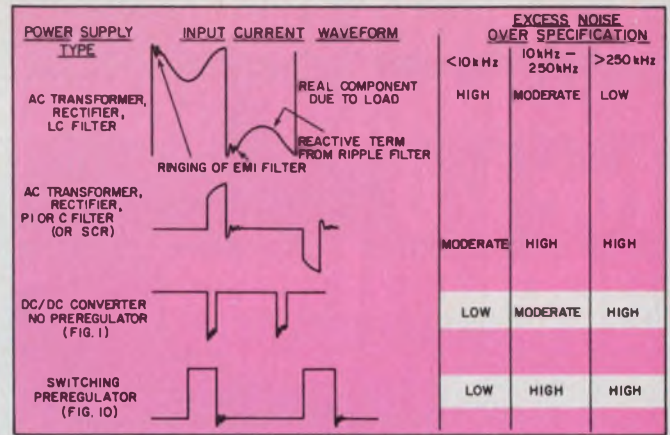 POWER SUPPLY TYPE
INPUT CURRENT WAVEFORM
EXCESS NOISE
OVER SPECIFICATION
<10kHz
10kHz – 250kHz
>250kHz
AC TRANSFORMER,
RECTIFIER,
LC FILTER
REAL COMPONENT
DUE TO LOAD
REACTIVE TERM
FROM RIPPLE FILTER
RINGING OF EMI FILTER
HIGH
MODERATE
LOW
AC TRANSFORMER,
RECTIFIER,
PI OR C FILTER
(OR SCR)
MODERATE
HIGH
HIGH
DC/DC CONVERTER
NO PREREGULATOR
(FIG. 1)
LOW
MODERATE
HIGH
SWITCHING
PREREGULATOR
(FIG. 10)
LOW
HIGH
HIGH